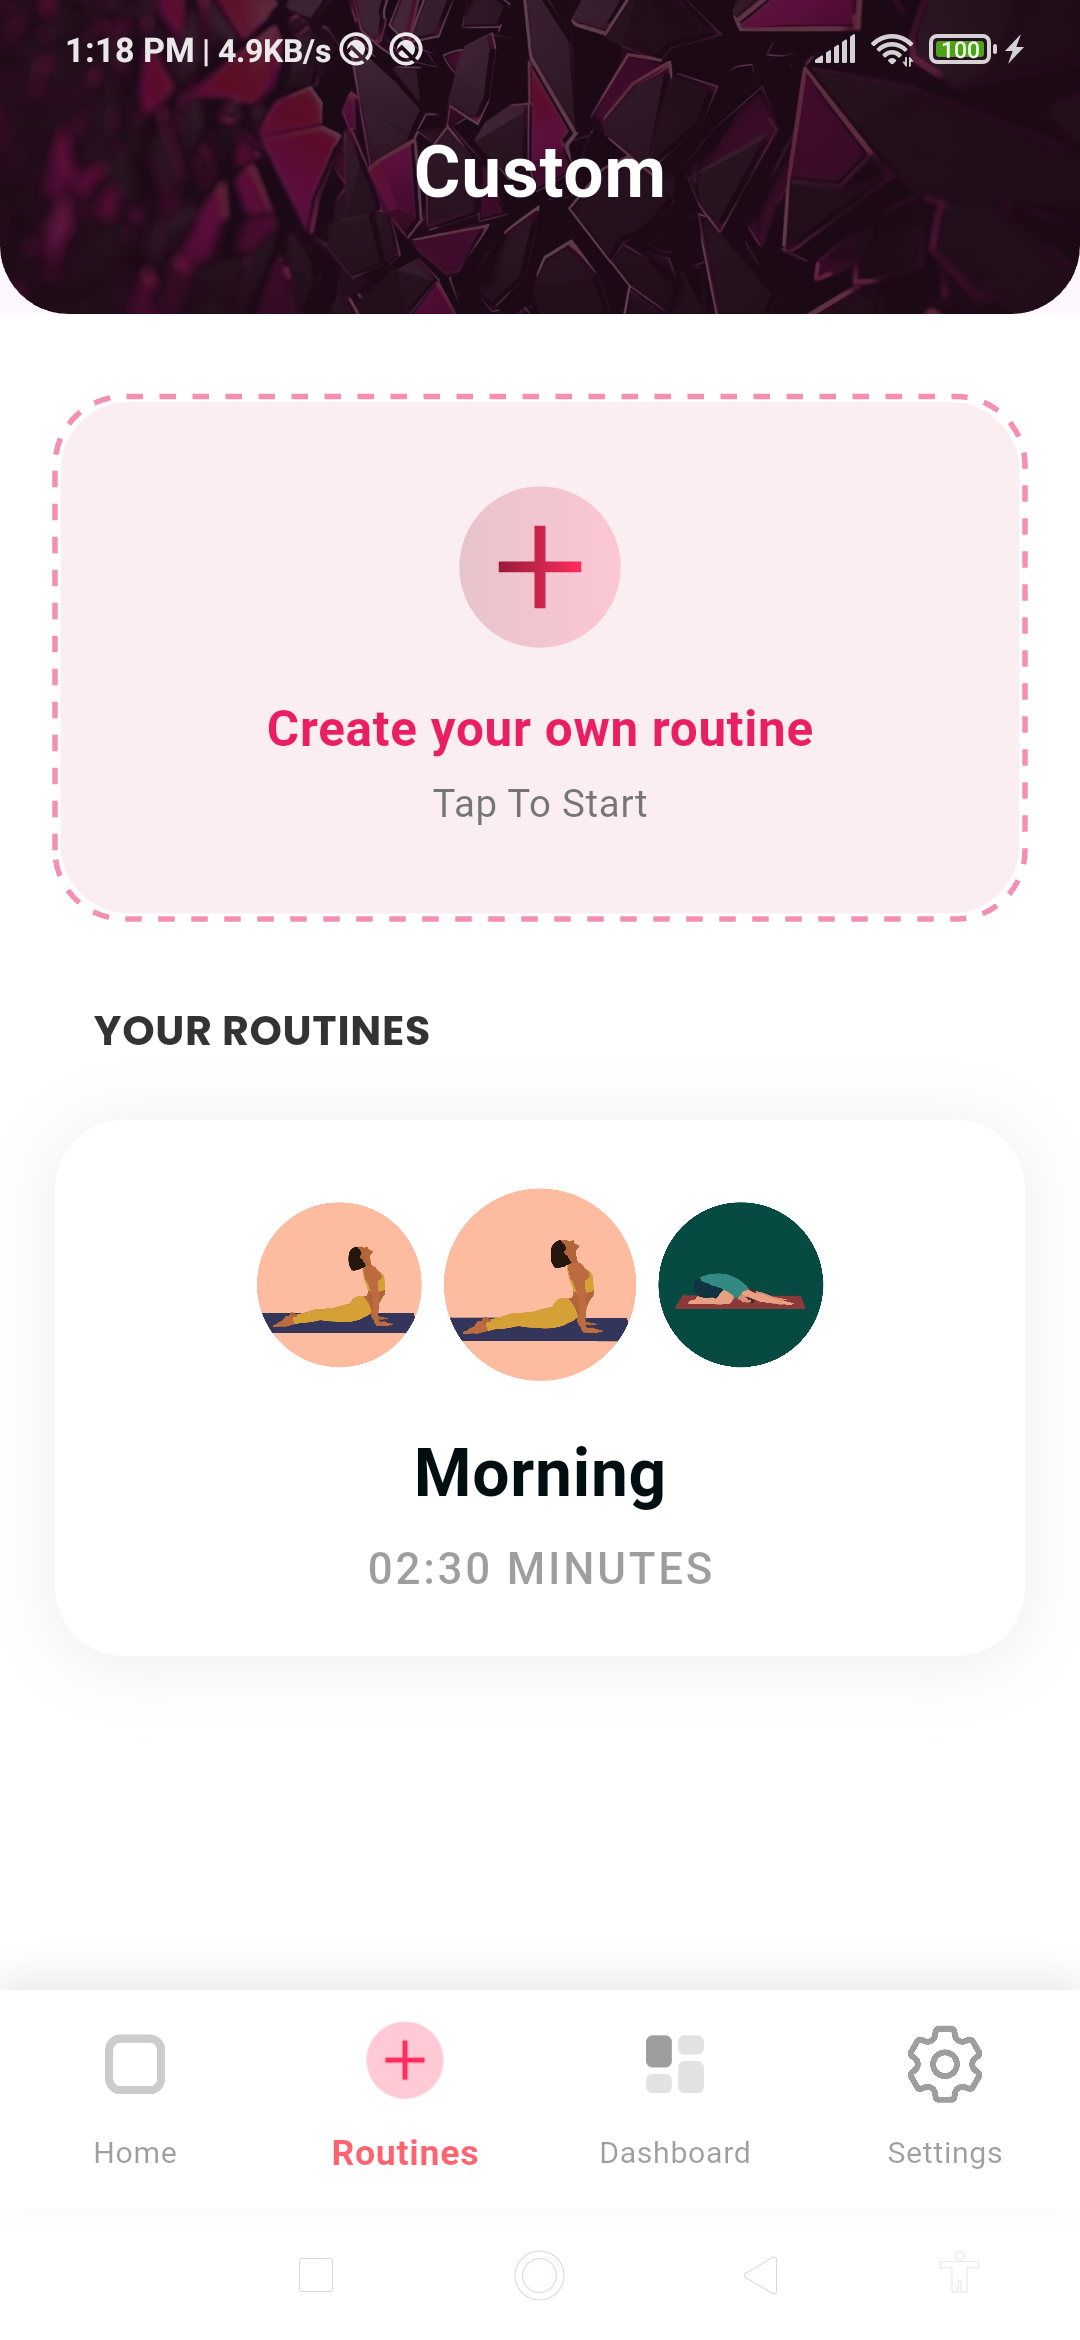 1:18 PM | 4.9KB/s
100
Custom
Create your own routine
Tap To Start
YOUR ROUTINES
Morning
02:30 MINUTES
Home
Routines
Dashboard
Settings